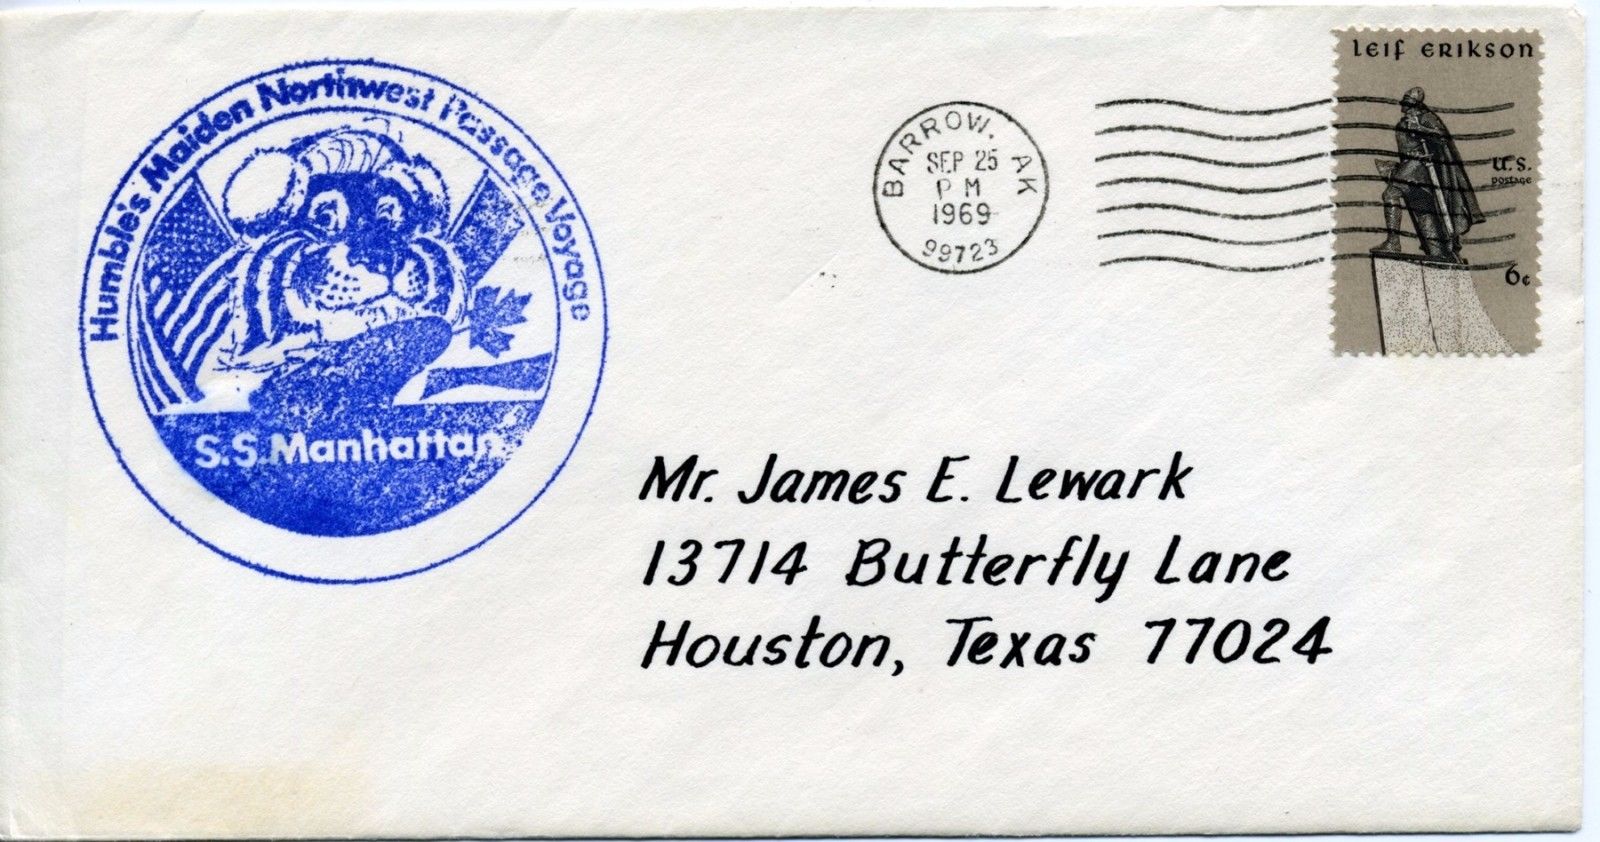 Humble's Maiden Northwest Passage Voyage
S.S. Manhattan
BARROW, AK
SEP 25
PM
1969
99723
LEIF ERIKSON
U.S.
POSTAGE
6¢
Mr. James E. Lewark
13714 Butterfly Lane
Houston, Texas 77024